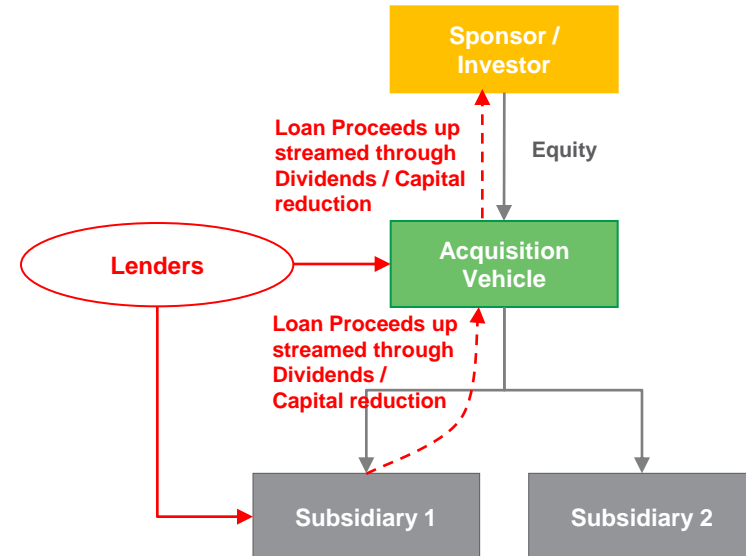 Sponsor /
Investor
Loan Proceeds up
streamed through
Dividends / Capital
reduction
Equity
Lenders
Acquisition
Vehicle
Loan Proceeds up
streamed through
Dividends /
Capital reduction
Subsidiary 1
Subsidiary 2